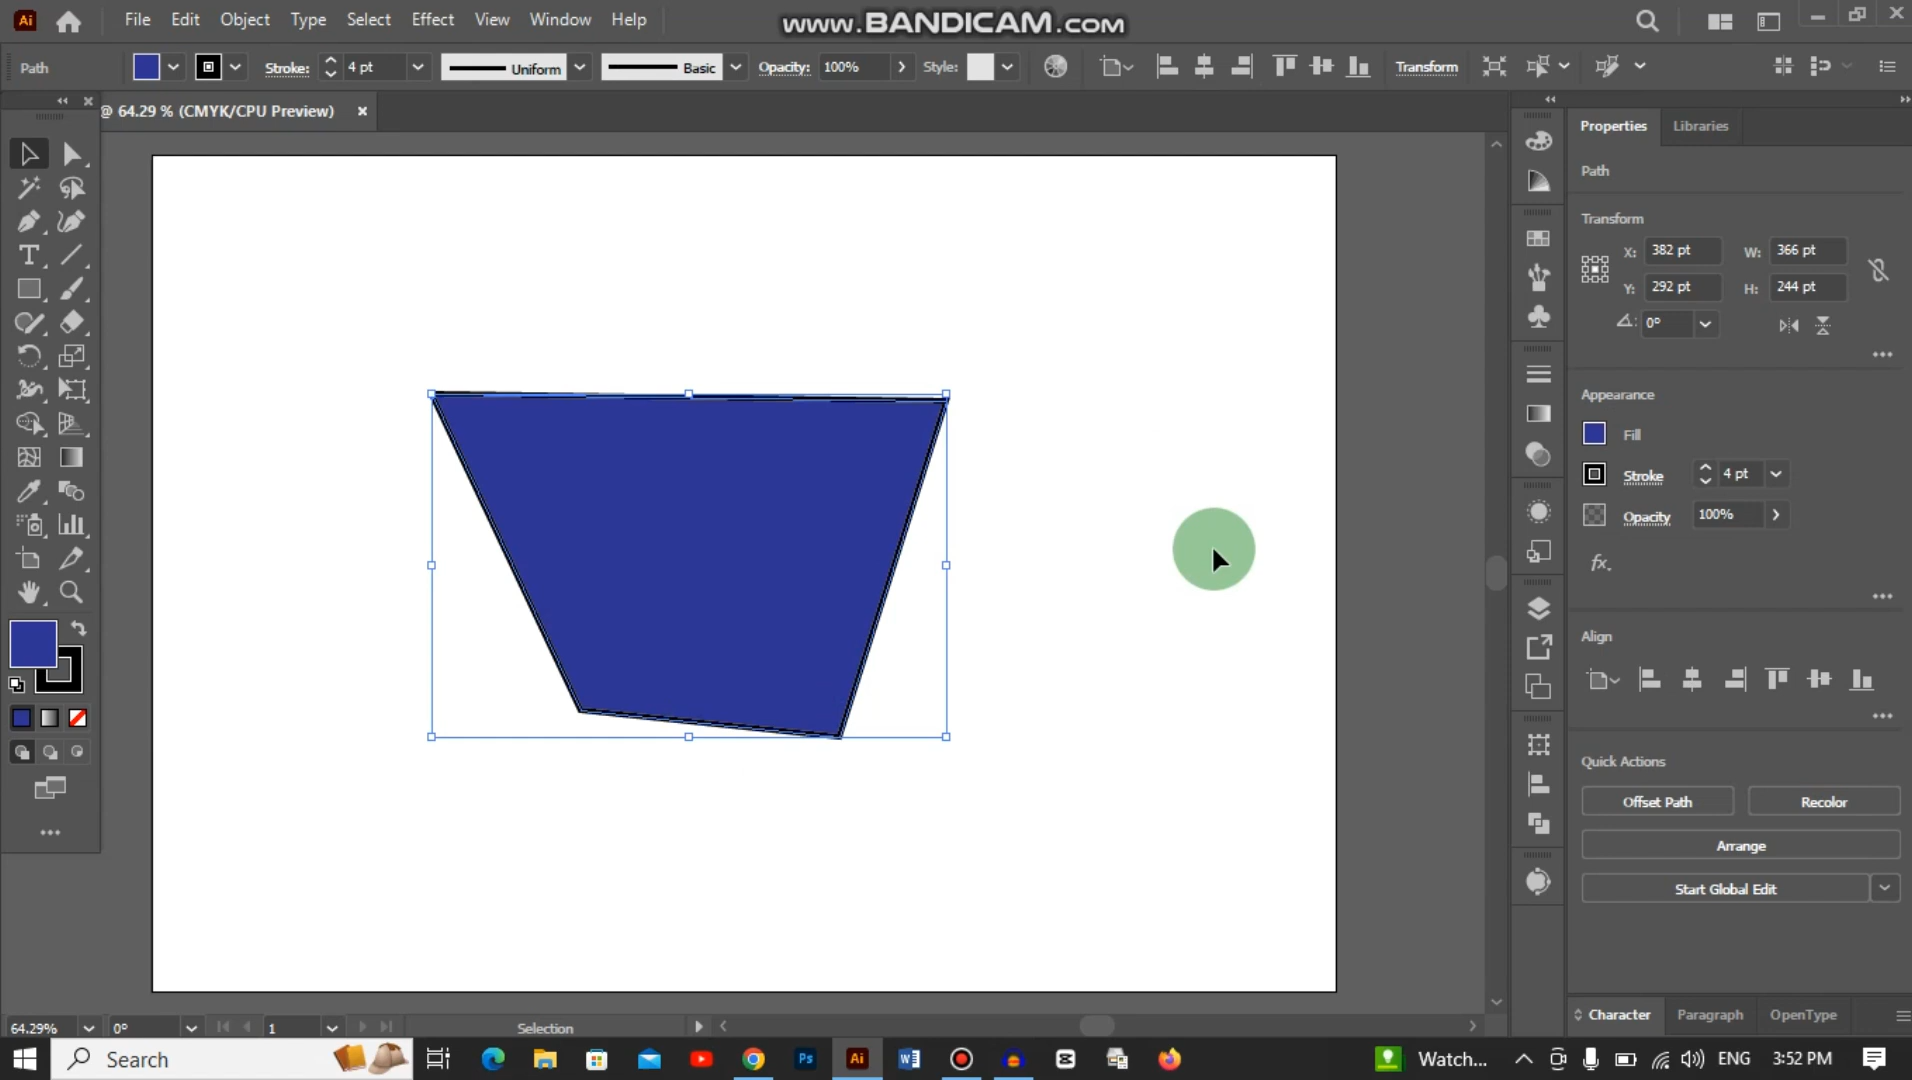 Ai File Edit Object Type Select Effect View Window Help
www.BANDICAM.com
Path Stroke: 4 pt Uniform Basic Opacity: 100% Style: Transform
@ 64.29 % (CMYK/CPU Preview) ×
Properties Libraries
Path
Transform
X: 382 pt W: 366 pt
Y: 292 pt H: 244 pt
0°
Appearance
Fill
Stroke 4 pt
Opacity 100%
fx.
Align
Quick Actions
Offset Path Recolor
Arrange
Start Global Edit
Character Paragraph OpenType
64.29% 0° 1 Selection
Search Ps Ai W Watch... ENG 3:52 PM